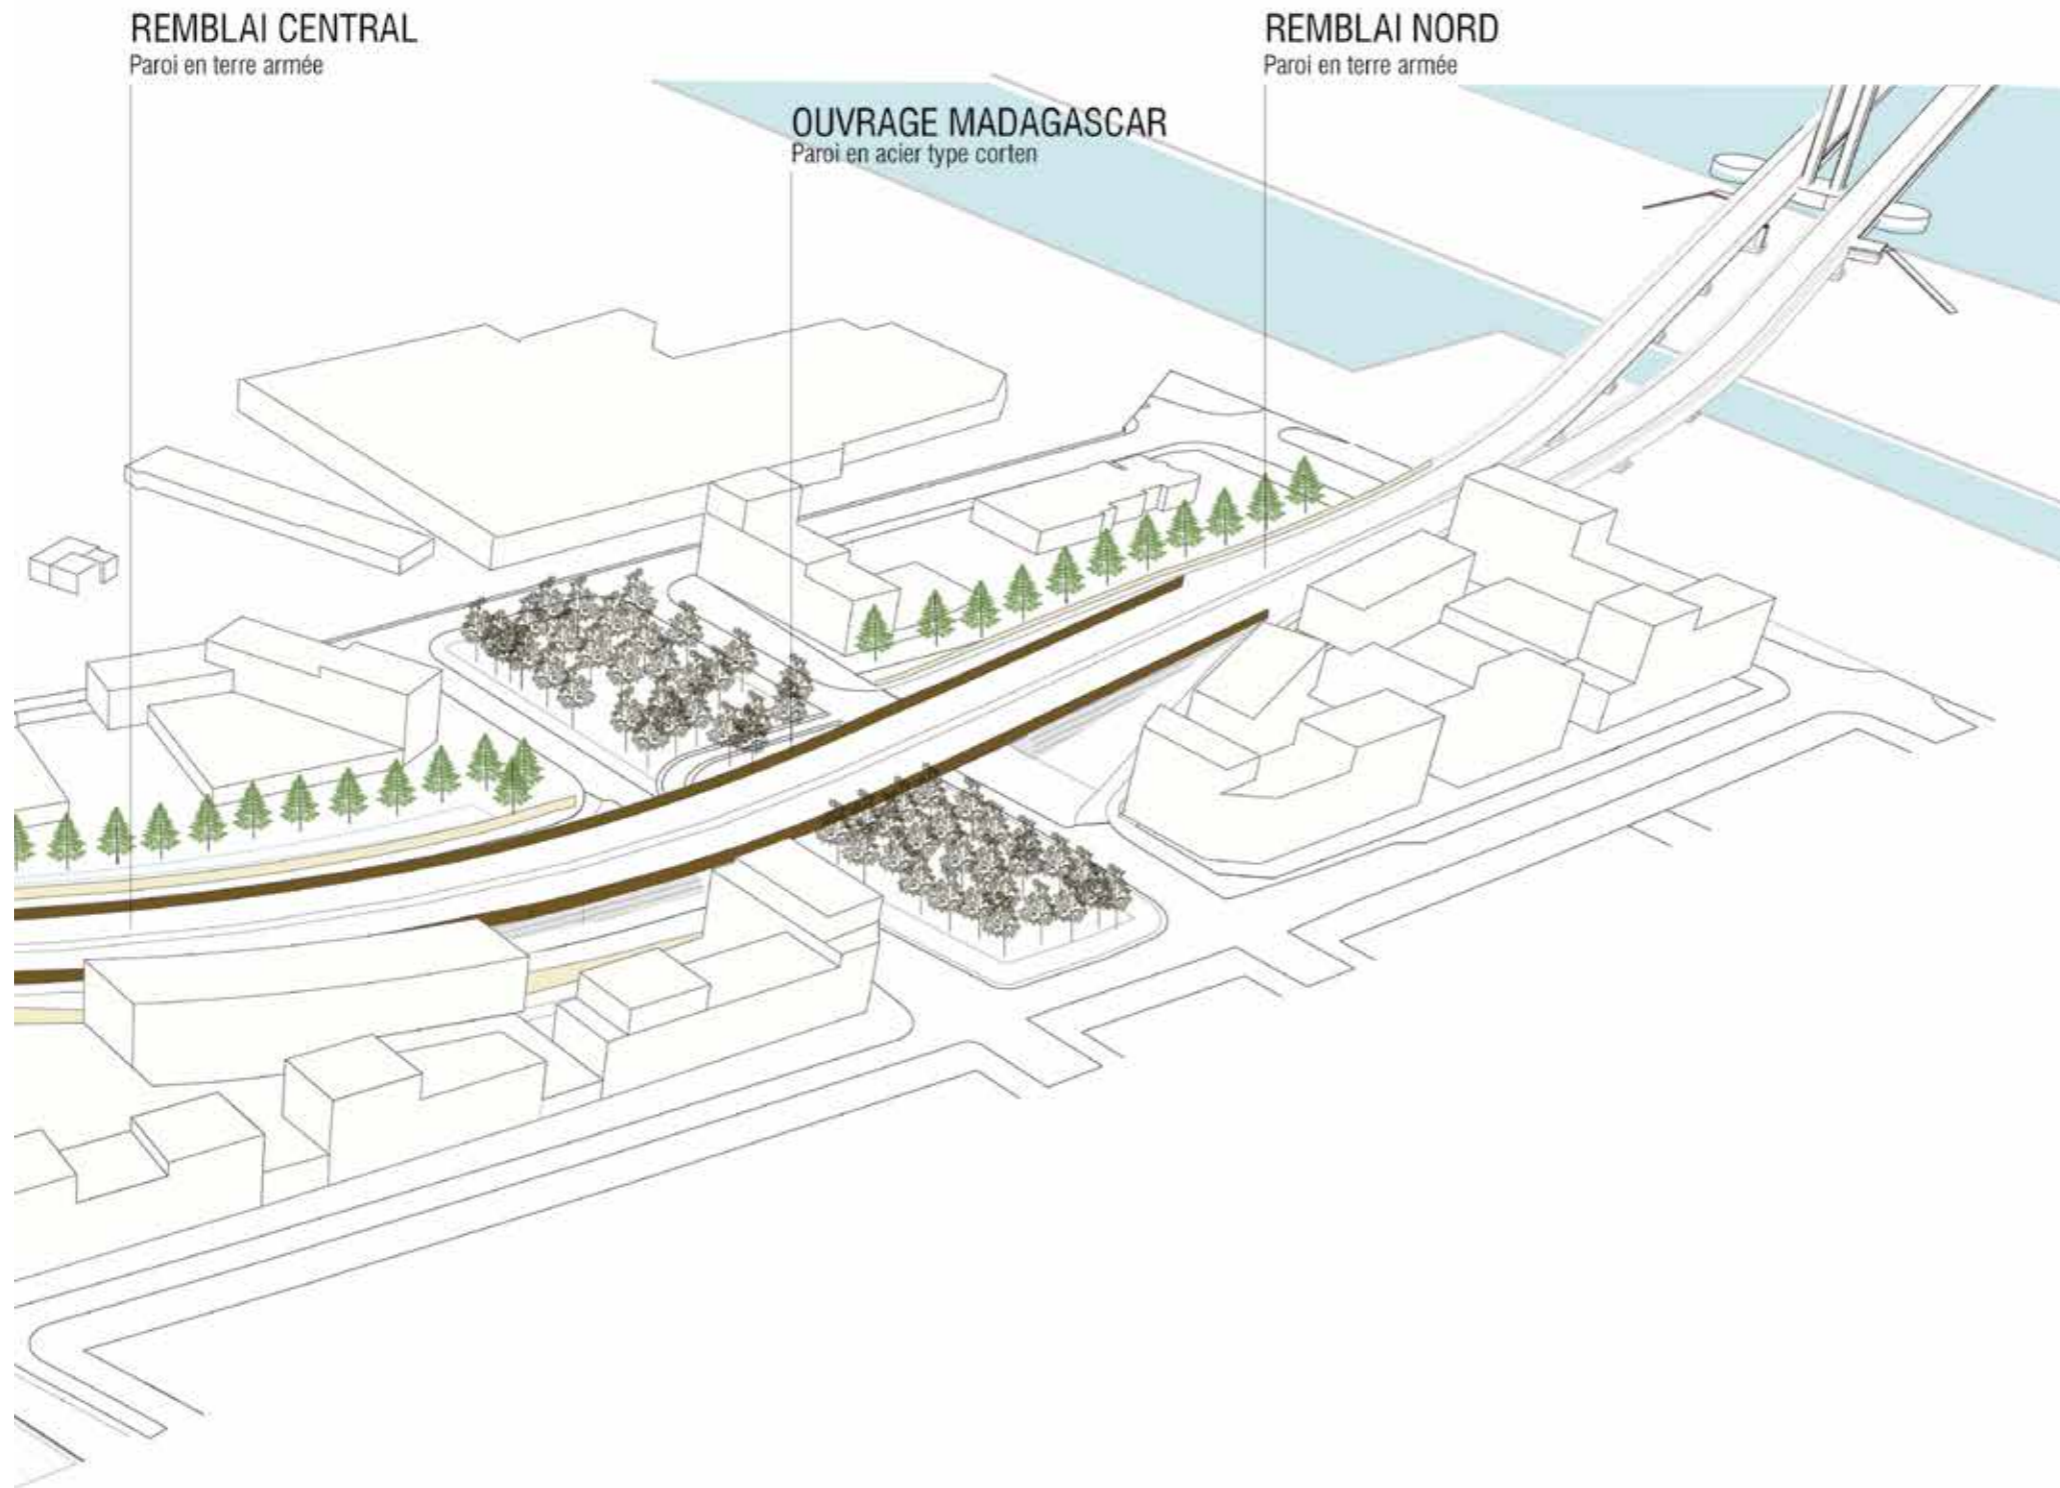 REMBLAI CENTRAL
Paroi en terre armée
OUVRAGE MADAGASCAR
Paroi en acier type corten
REMBLAI NORD
Paroi en terre armée